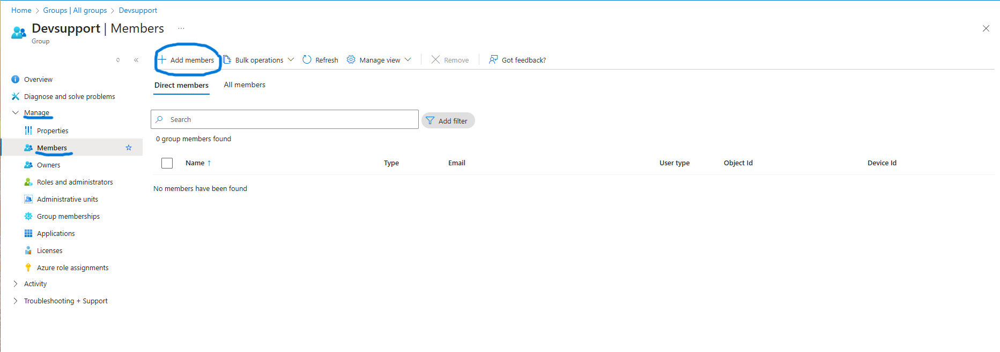 Home > Groups | All groups > Devsupport
Devsupport | Members ...
Group
Add members Bulk operations Refresh Manage view Remove Got feedback?
Direct members All members
Search Add filter
0 group members found
Name ↑ Type Email User type Object Id Device Id
No members have been found
Overview
Diagnose and solve problems
Manage
Properties
Members
Owners
Roles and administrators
Administrative units
Group memberships
Applications
Licenses
Azure role assignments
Activity
Troubleshooting + Support